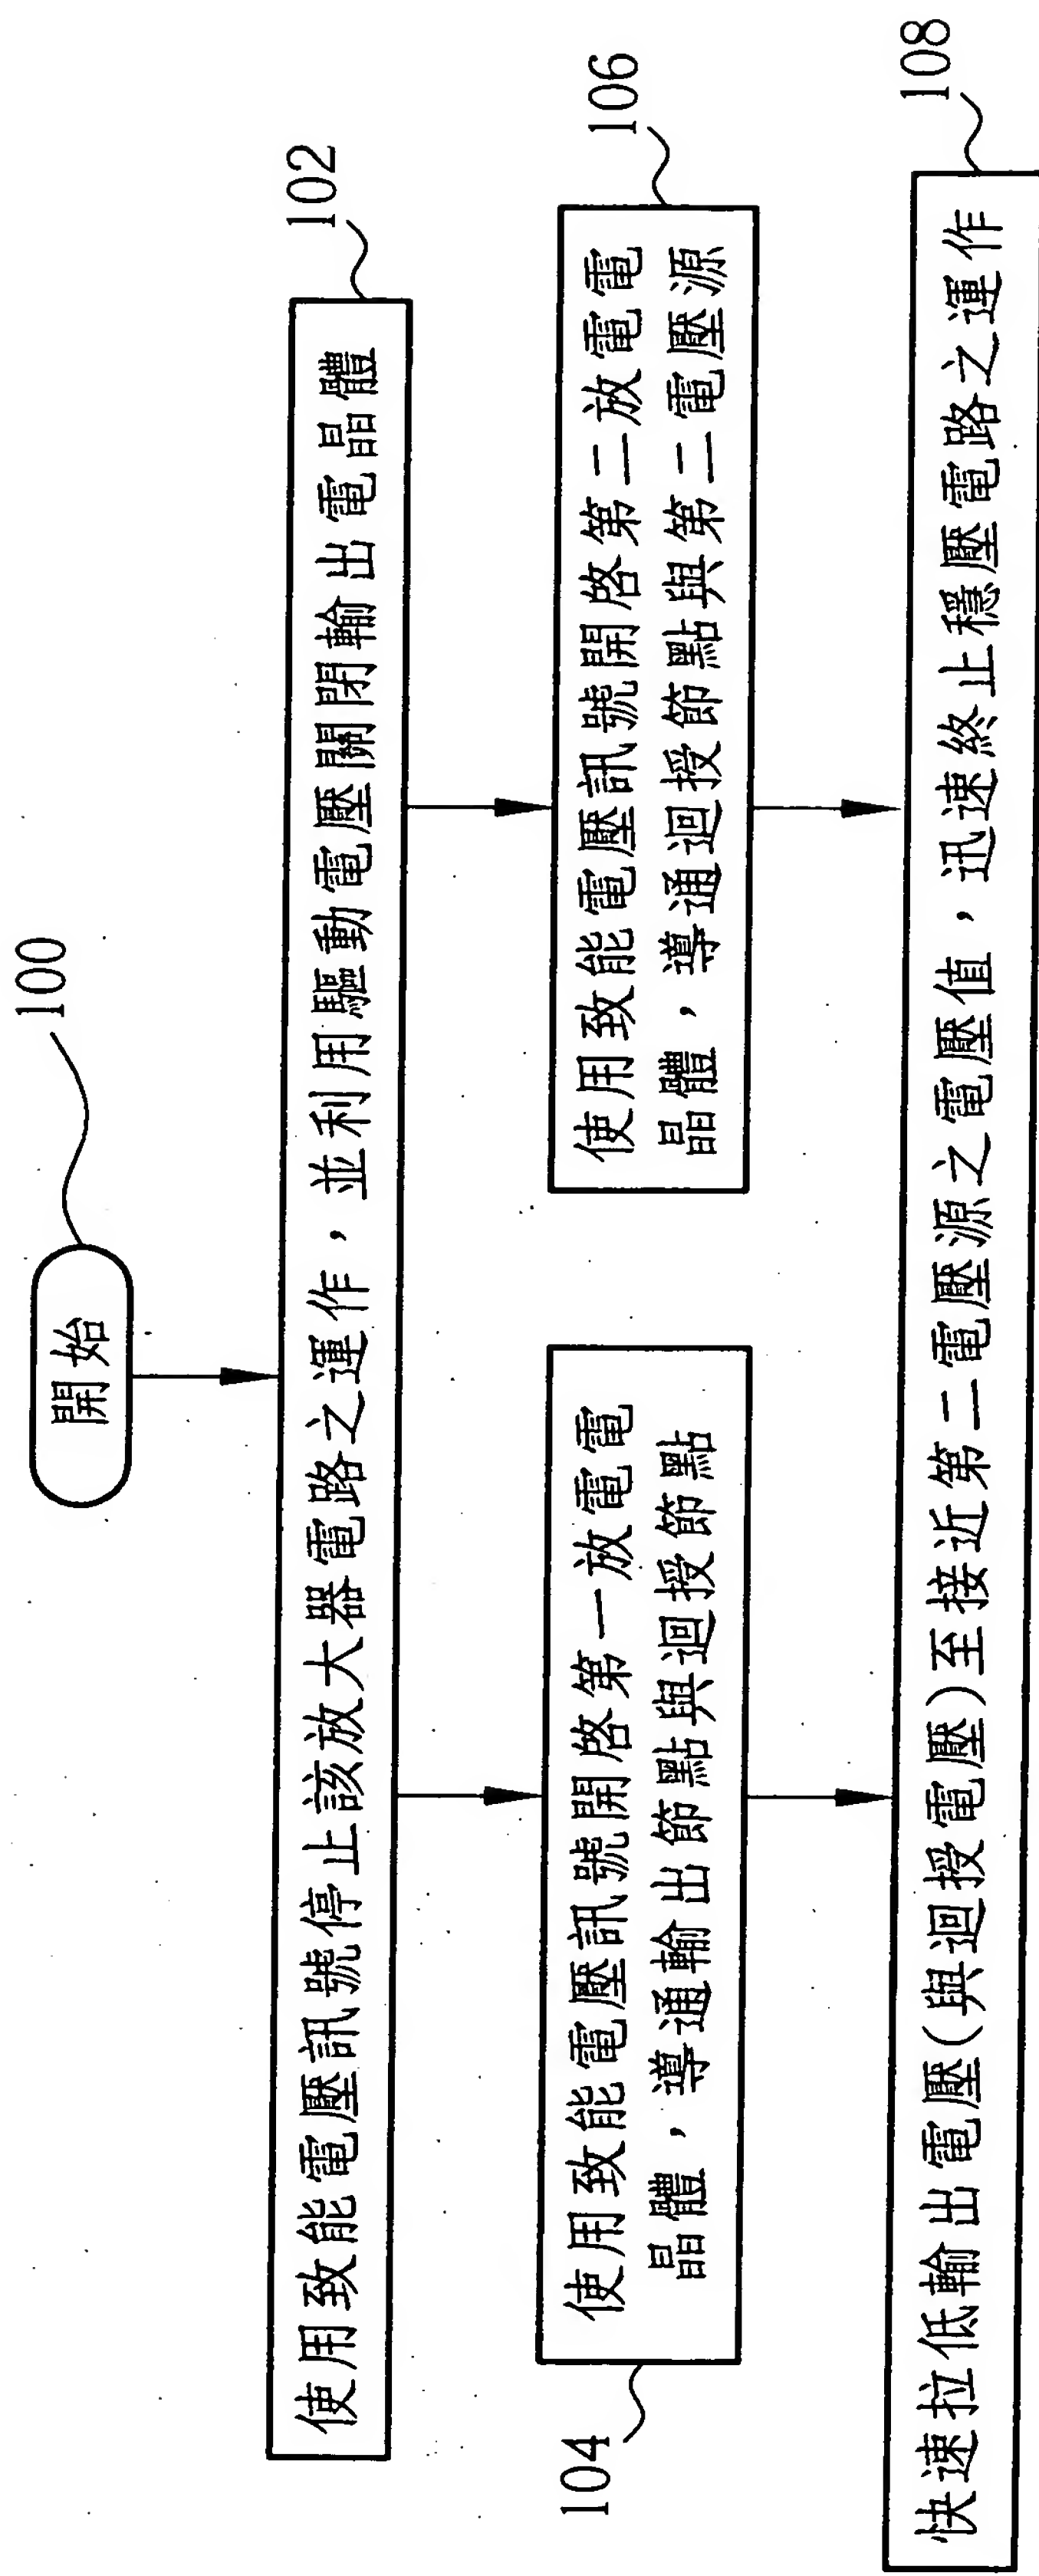 100
開始
102
使用致能電壓訊號停止該放大器電路之運作，並利用驅動電壓關閉輸出電晶體
104
使用致能電壓訊號開啓第一放電電
晶體，導通輸出節點與迴授節點
106
使用致能電壓訊號開啓第二放電電
晶體，導通迴授節點與第二電壓源
108
快速拉低輸出電壓(與迴授電壓)至接近第二電壓源之電壓值，迅速終止穩壓電路之運作